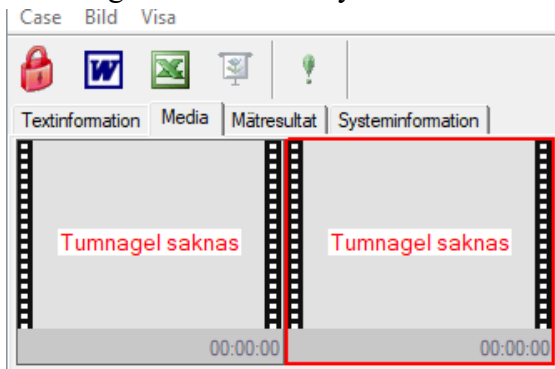 Case Bild Visa
Textinformation Media Mätresultat Systeminformation
Tumnagel saknas Tumnagel saknas
00:00:00 00:00:00